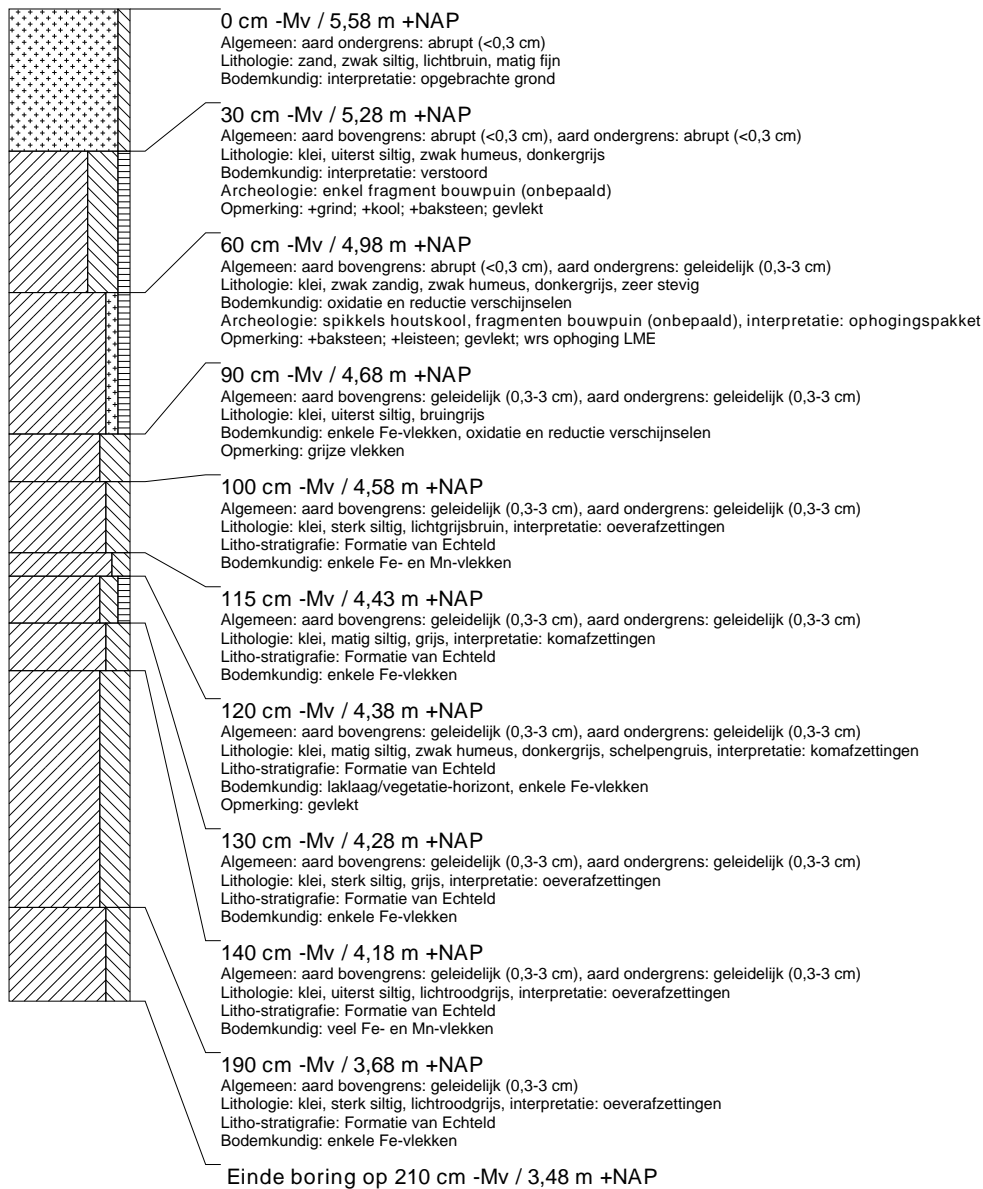 0 cm -Mv / 5,58 m +NAP
Algemeen: aard ondergrens: abrupt (<0,3 cm)
Lithologie: zand, zwak siltig, lichtbruin, matig fijn
Bodemkundig: interpretatie: opgebrachte grond
30 cm -Mv / 5,28 m +NAP
Algemeen: aard bovengrens: abrupt (<0,3 cm), aard ondergrens: abrupt (<0,3 cm)
Lithologie: klei, uiterst siltig, zwak humeus, donkergrijs
Bodemkundig: interpretatie: verstoord
Archeologie: enkel fragment bouwpuin (onbepaald)
Opmerking: +grind; +kool; +baksteen; gevlekt
60 cm -Mv / 4,98 m +NAP
Algemeen: aard bovengrens: abrupt (<0,3 cm), aard ondergrens: geleidelijk (0,3-3 cm)
Lithologie: klei, zwak zandig, zwak humeus, donkergrijs, zeer stevig
Bodemkundig: oxidatie en reductie verschijnselen
Archeologie: spikkels houtskool, fragmenten bouwpuin (onbepaald), interpretatie: ophogingspakket
Opmerking: +baksteen; +leisteen; gevlekt; wrs ophoging LME
90 cm -Mv / 4,68 m +NAP
Algemeen: aard bovengrens: geleidelijk (0,3-3 cm), aard ondergrens: geleidelijk (0,3-3 cm)
Lithologie: klei, uiterst siltig, bruingrijs
Bodemkundig: enkele Fe-vlekken, oxidatie en reductie verschijnselen
Opmerking: grijze vlekken
100 cm -Mv / 4,58 m +NAP
Algemeen: aard bovengrens: geleidelijk (0,3-3 cm), aard ondergrens: geleidelijk (0,3-3 cm)
Lithologie: klei, sterk siltig, lichtgrijsbruin, interpretatie: oeverafzettingen
Litho-stratigrafie: Formatie van Echteld
Bodemkundig: enkele Fe- en Mn-vlekken
115 cm -Mv / 4,43 m +NAP
Algemeen: aard bovengrens: geleidelijk (0,3-3 cm), aard ondergrens: geleidelijk (0,3-3 cm)
Lithologie: klei, matig siltig, grijs, interpretatie: komafzettingen
Litho-stratigrafie: Formatie van Echteld
Bodemkundig: enkele Fe-vlekken
120 cm -Mv / 4,38 m +NAP
Algemeen: aard bovengrens: geleidelijk (0,3-3 cm), aard ondergrens: geleidelijk (0,3-3 cm)
Lithologie: klei, matig siltig, zwak humeus, donkergrijs, schelpengruis, interpretatie: komafzettingen
Litho-stratigrafie: Formatie van Echteld
Bodemkundig: laklaag/vegetatie-horizont, enkele Fe-vlekken
Opmerking: gevlekt
130 cm -Mv / 4,28 m +NAP
Algemeen: aard bovengrens: geleidelijk (0,3-3 cm), aard ondergrens: geleidelijk (0,3-3 cm)
Lithologie: klei, sterk siltig, grijs, interpretatie: oeverafzettingen
Litho-stratigrafie: Formatie van Echteld
Bodemkundig: enkele Fe-vlekken
140 cm -Mv / 4,18 m +NAP
Algemeen: aard bovengrens: geleidelijk (0,3-3 cm), aard ondergrens: geleidelijk (0,3-3 cm)
Lithologie: klei, uiterst siltig, lichtroodgrijs, interpretatie: oeverafzettingen
Litho-stratigrafie: Formatie van Echteld
Bodemkundig: veel Fe- en Mn-vlekken
190 cm -Mv / 3,68 m +NAP
Algemeen: aard bovengrens: geleidelijk (0,3-3 cm)
Lithologie: klei, sterk siltig, lichtroodgrijs, interpretatie: oeverafzettingen
Litho-stratigrafie: Formatie van Echteld
Bodemkundig: enkele Fe-vlekken
Einde boring op 210 cm -Mv / 3,48 m +NAP